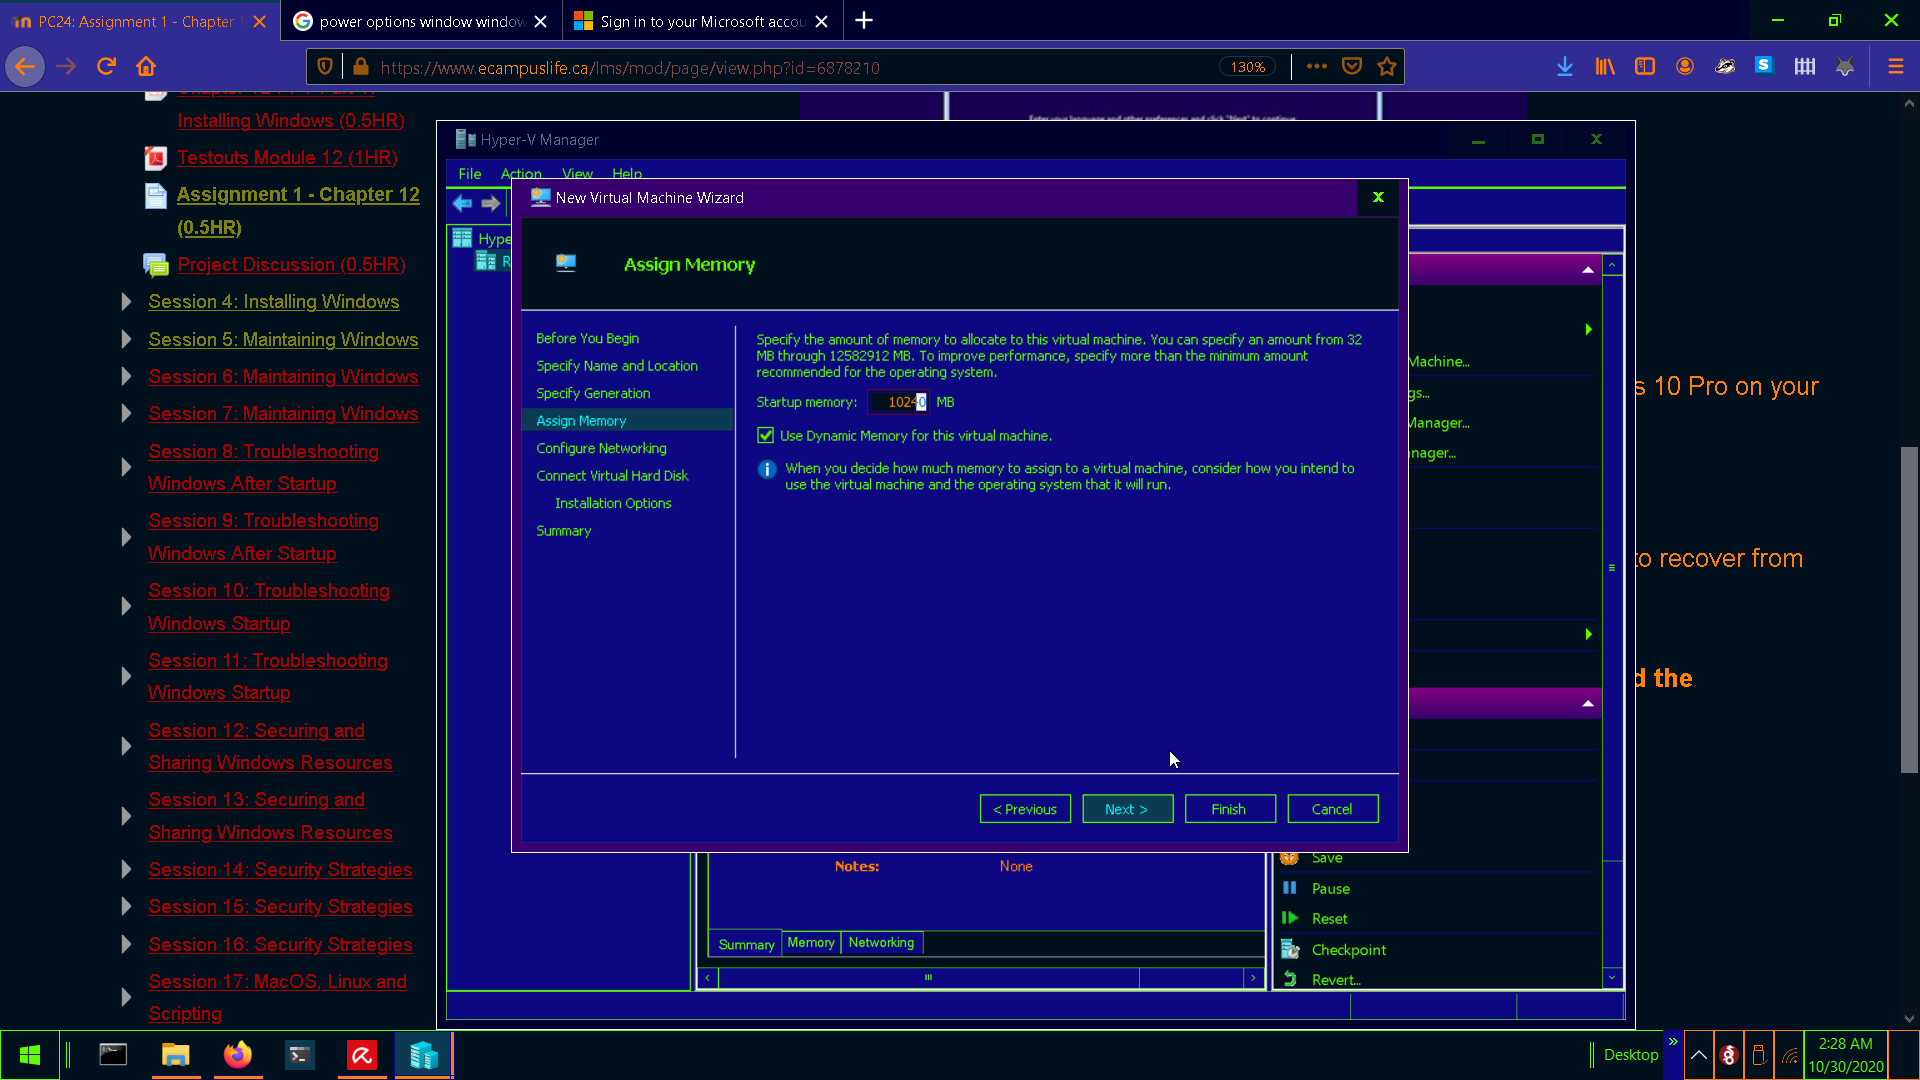 PC24: Assignment 1 - Chapter 1
power options window window
Sign in to your Microsoft accou
https://www.ecampuslife.ca/lms/mod/page/view.php?id=6878210
130%
Installing Windows (0.5HR)
Testouts Module 12 (1HR)
Assignment 1 - Chapter 12
(0.5HR)
Project Discussion (0.5HR)
Session 4: Installing Windows
Session 5: Maintaining Windows
Session 6: Maintaining Windows
Session 7: Maintaining Windows
Session 8: Troubleshooting
Windows After Startup
Session 9: Troubleshooting
Windows After Startup
Session 10: Troubleshooting
Windows Startup
Session 11: Troubleshooting
Windows Startup
Session 12: Securing and
Sharing Windows Resources
Session 13: Securing and
Sharing Windows Resources
Session 14: Security Strategies
Session 15: Security Strategies
Session 16: Security Strategies
Session 17: MacOS, Linux and
Scripting
Enter your language and other preferences and click "Next" to continue.
Hyper-V Manager
File Action View Help
Hype
R
New Virtual Machine Wizard
Assign Memory
Before You Begin
Specify Name and Location
Specify Generation
Assign Memory
Configure Networking
Connect Virtual Hard Disk
Installation Options
Summary
Specify the amount of memory to allocate to this virtual machine. You can specify an amount from 32
MB through 12582912 MB. To improve performance, specify more than the minimum amount
recommended for the operating system.
Startup memory: 10240 MB
Use Dynamic Memory for this virtual machine.
When you decide how much memory to assign to a virtual machine, consider how you intend to
use the virtual machine and the operating system that it will run.
< Previous
Next >
Finish
Cancel
Machine...
gs...
Manager...
nager...
Notes: None
Summary Memory Networking
Save
Pause
Reset
Checkpoint
Revert...
s 10 Pro on your
to recover from
d the
Desktop
2:28 AM
10/30/2020